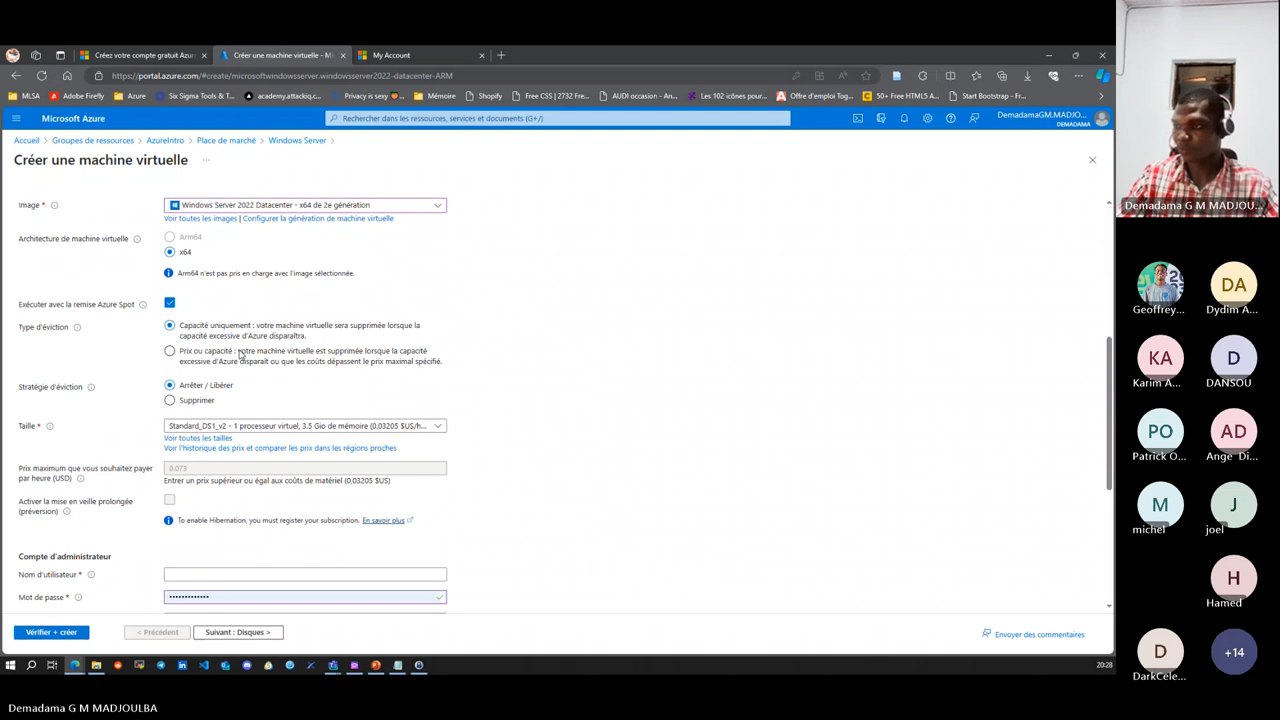 Créez votre compte gratuit Azur
Créer une machine virtuelle - Mi
My Account
https://portal.azure.com/#create/microsoftwindowsserver.windowsserver2022-datacenter-ARM
MLSA
Adobe Firefly
Azure
Six Sigma Tools & T...
academy.attackiq.c...
Privacy is sexy
Mémoire
Shopify
Free CSS | 2732 Free...
AUDI occasion - An...
Les 102 icônes pour...
Offre d'emploi Tog...
50+ Free HTML5 A...
Start Bootstrap - Fr...
Microsoft Azure
Rechercher dans les ressources, services et documents (G+/)
DemadamaGM.MADJOU...
DEMADAMA
Accueil > Groupes de ressources > AzureIntro > Place de marché > Windows Server >
Créer une machine virtuelle ...
Image *
Windows Server 2022 Datacenter - x64 de 2e génération
Voir toutes les images | Configurer la génération de machine virtuelle
Architecture de machine virtuelle
Arm64
x64
Arm64 n'est pas pris en charge avec l'image sélectionnée.
Exécuter avec la remise Azure Spot
Type d'éviction
Capacité uniquement : votre machine virtuelle sera supprimée lorsque la
capacité excessive d'Azure disparaîtra.
Prix ou capacité : votre machine virtuelle est supprimée lorsque la capacité
excessive d'Azure disparaît ou que les coûts dépassent le prix maximal spécifié.
Stratégie d'éviction
Arrêter / Libérer
Supprimer
Taille *
Standard_DS1_v2 - 1 processeur virtuel, 3.5 Gio de mémoire (0,03205 $US/h...
Voir toutes les tailles
Voir l'historique des prix et comparer les prix dans les régions proches
Prix maximum que vous souhaitez payer
par heure (USD)
0.073
Entrer un prix supérieur ou égal aux coûts de matériel (0,03205 $US)
Activer la mise en veille prolongée
(préversion)
To enable Hibernation, you must register your subscription. En savoir plus
Compte d'administrateur
Nom d'utilisateur *
Mot de passe *
•••••••••••••
Vérifier + créer
< Précédent
Suivant : Disques >
Envoyer des commentaires
20:28
Demadama G M MADJOULBA
Demadama G M MADJOU...
Geoffrey...
DA
Dydim A...
KA
Karim A...
D
DANSOU
PO
Patrick O...
AD
Ange Di...
M
michel
J
joel
H
Hamed
D
DarkCele...
+14